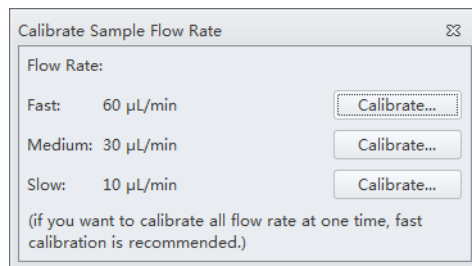 Calibrate Sample Flow Rate
Flow Rate:
Fast: 60 µL/min Calibrate...
Medium: 30 µL/min Calibrate...
Slow: 10 µL/min Calibrate...
(if you want to calibrate all flow rate at one time, fast
calibration is recommended.)